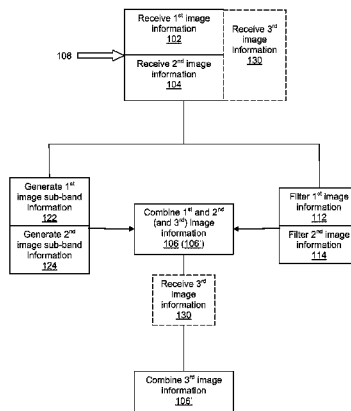 Receive 1st image
information
102
Receive 3rd
image
information
130
108
Receive 2nd image
information
104
Generate 1st
image sub-band
information
122
Generate 2nd
image sub-band
information
124
Combine 1st and 2nd
(and 3rd) image
information
106 (106')
Filter 1st image
information
112
Filter 2nd image
information
114
Receive 3rd
image
information
130
Combine 3rd image
information
106'